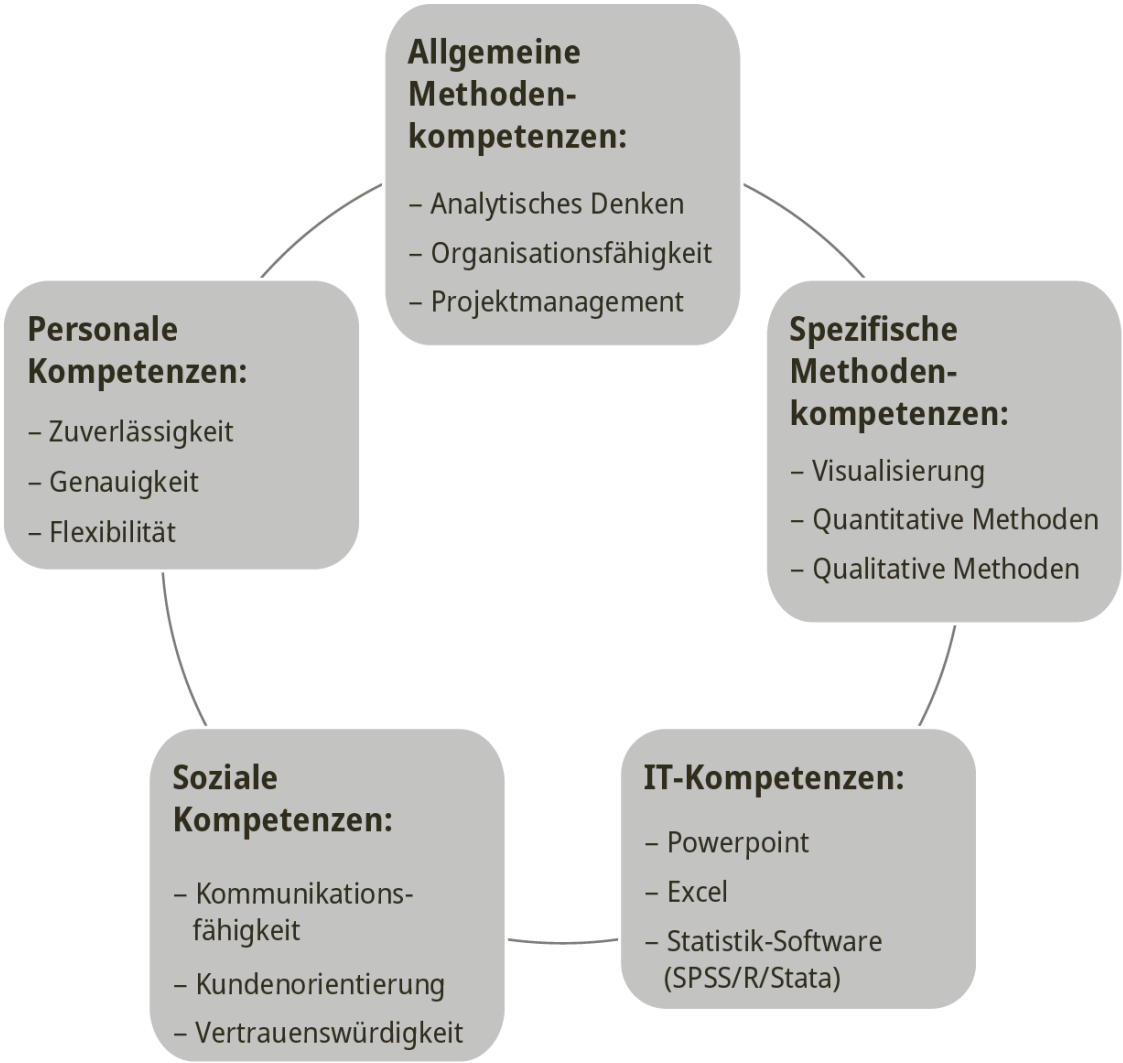 Allgemeine
Methoden-
kompetenzen:
– Analytisches Denken
– Organisationsfähigkeit
– Projektmanagement
Personale
Kompetenzen:
– Zuverlässigkeit
– Genauigkeit
– Flexibilität
Spezifische
Methoden-
kompetenzen:
– Visualisierung
– Quantitative Methoden
– Qualitative Methoden
Soziale
Kompetenzen:
– Kommunikations-
fähigkeit
– Kundenorientierung
– Vertrauenswürdigkeit
IT-Kompetenzen:
– Powerpoint
– Excel
– Statistik-Software
(SPSS/R/Stata)